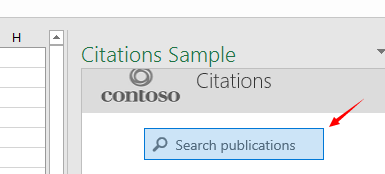 H
Citations Sample
contoso
Citations
Search publications